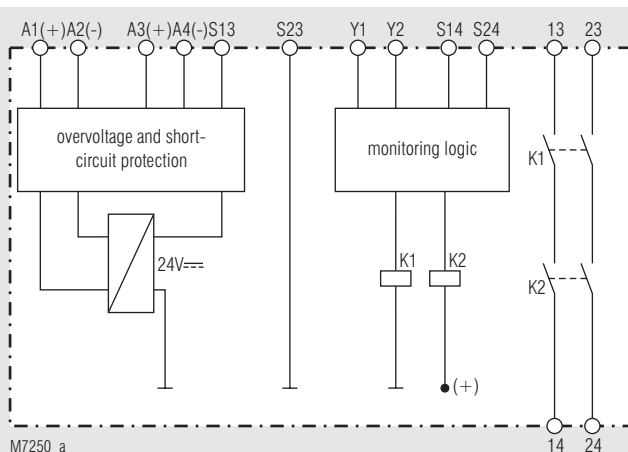 A1(+) A2(-) A3(+) A4(-) S13 S23 Y1 Y2 S14 S24 13 23
overvoltage and short-
circuit protection
monitoring logic
K1
24V
K1 K2
K2
(+)
M7250_a
14 24